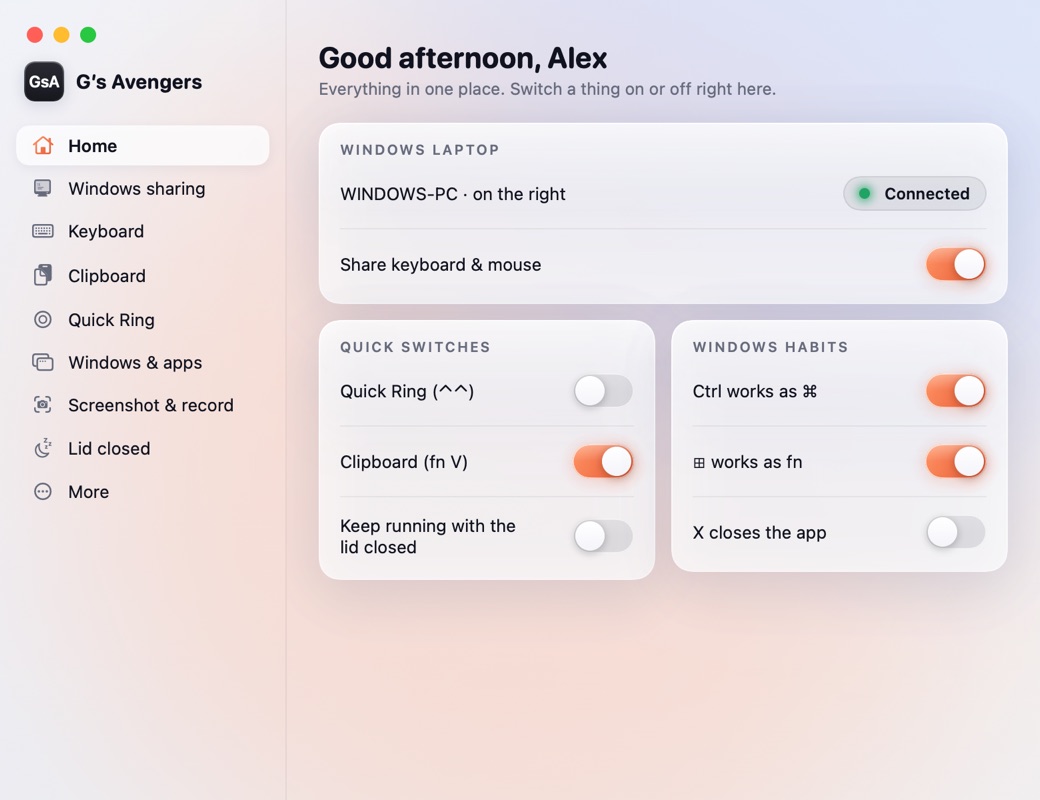 GsA
G's Avengers
Home
Windows sharing
Keyboard
Clipboard
Quick Ring
Windows & apps
Screenshot & record
Lid closed
More
Good afternoon, Alex
Everything in one place. Switch a thing on or off right here.
WINDOWS LAPTOP
WINDOWS-PC · on the right
Connected
Share keyboard & mouse
QUICK SWITCHES
Quick Ring (^^)
Clipboard (fn V)
Keep running with the
lid closed
WINDOWS HABITS
Ctrl works as ⌘
⊞ works as fn
X closes the app